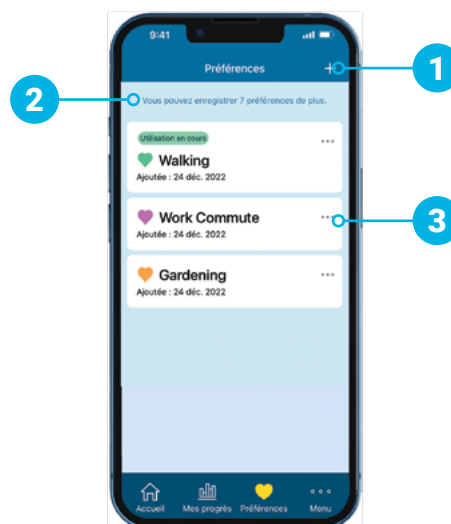 9:41
Préférences
+
1
2
Vous pouvez enregistrer 7 préférences de plus.
Utilisation en cours
Walking
Ajoutée : 24 déc. 2022
Work Commute
3
Ajoutée : 24 déc. 2022
Gardening
Ajoutée : 24 déc. 2022
Accueil Mes progrès Préférences Menu